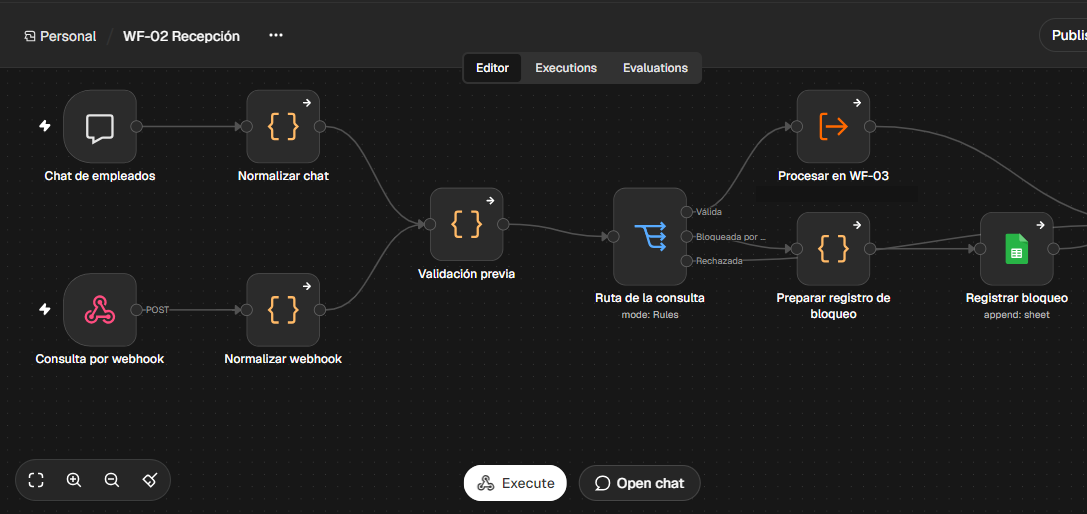 Personal / WF-02 Recepción ...
Publis
Editor Executions Evaluations
Chat de empleados
Normalizar chat
Procesar en WF-03
Validación previa
Válida
Bloqueada por ...
Rechazada
Ruta de la consulta
mode: Rules
Preparar registro de
bloqueo
Registrar bloqueo
append: sheet
POST
Consulta por webhook
Normalizar webhook
Execute
Open chat